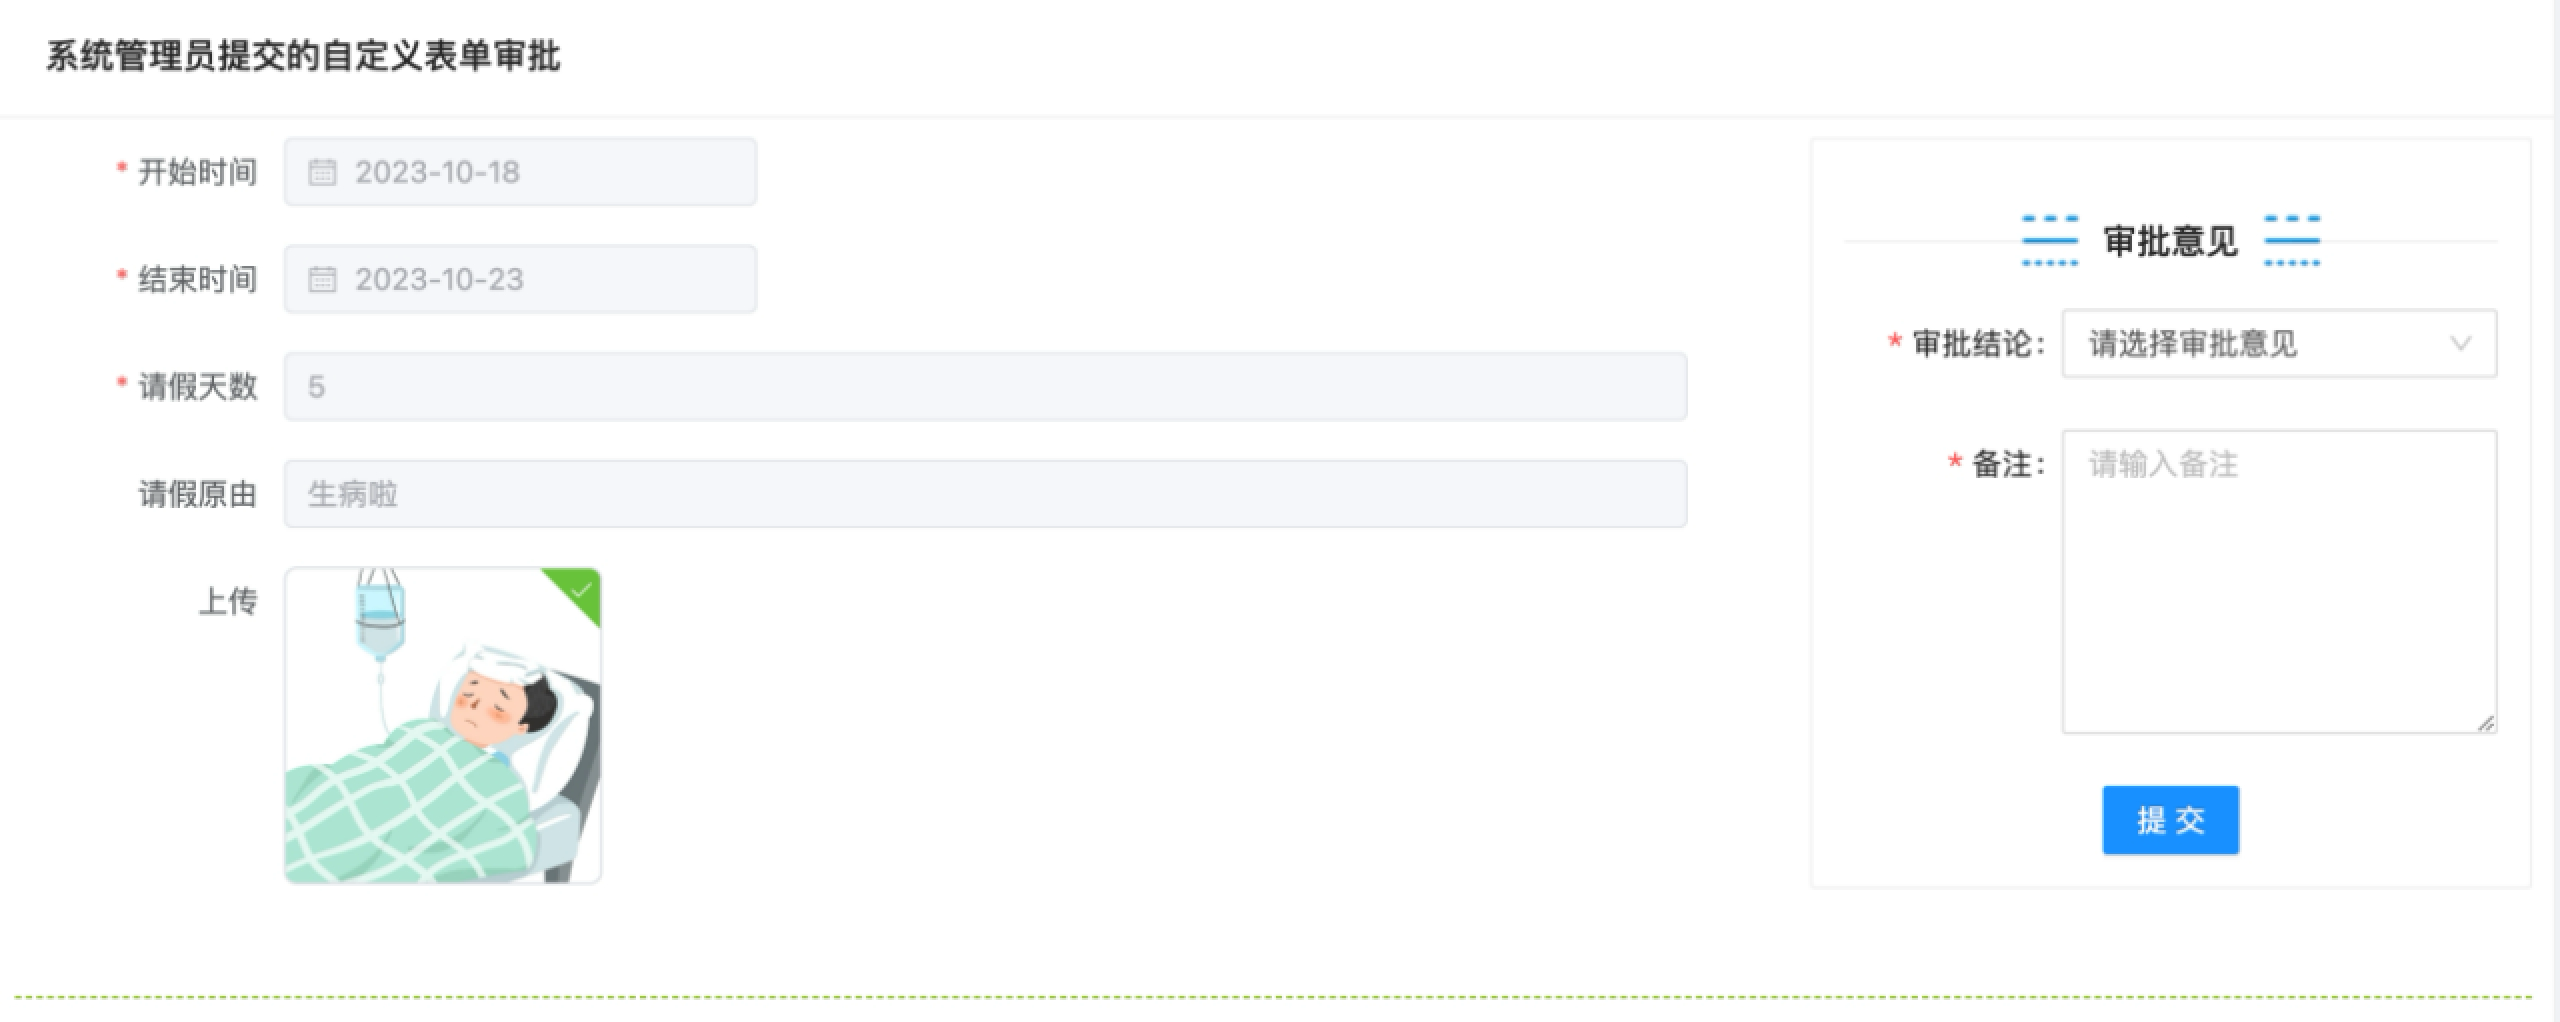 系统管理员提交的自定义表单审批
* 开始时间 2023-10-18
* 结束时间 2023-10-23
* 请假天数 5
请假原由 生病啦
上传
审批意见
* 审批结论: 请选择审批意见
* 备注: 请输入备注
提 交